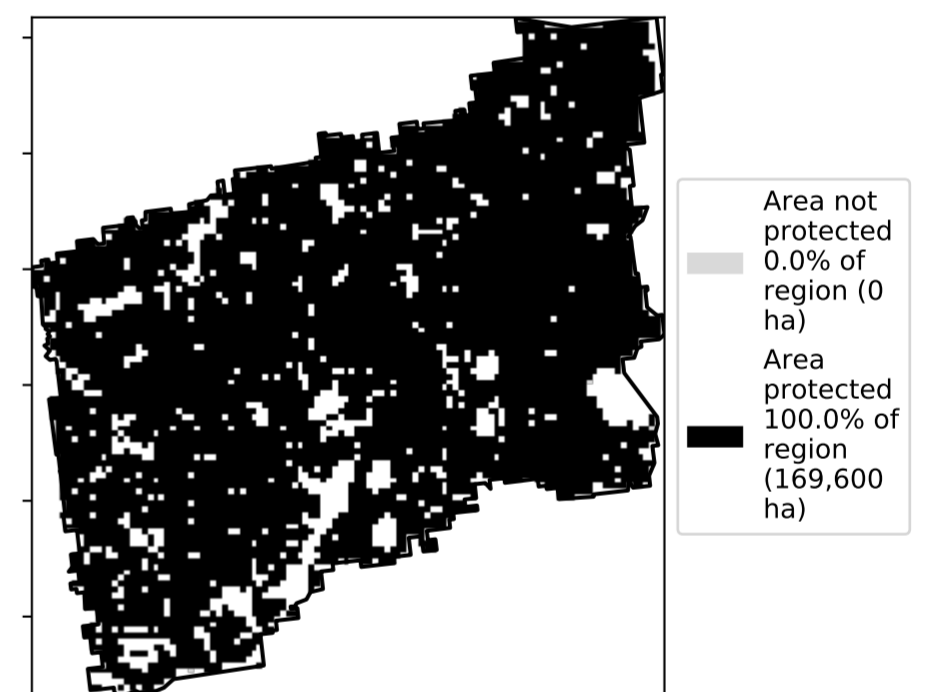 Area not
protected
0.0% of
region (0
ha)
Area
protected
100.0% of
region
(169,600
ha)